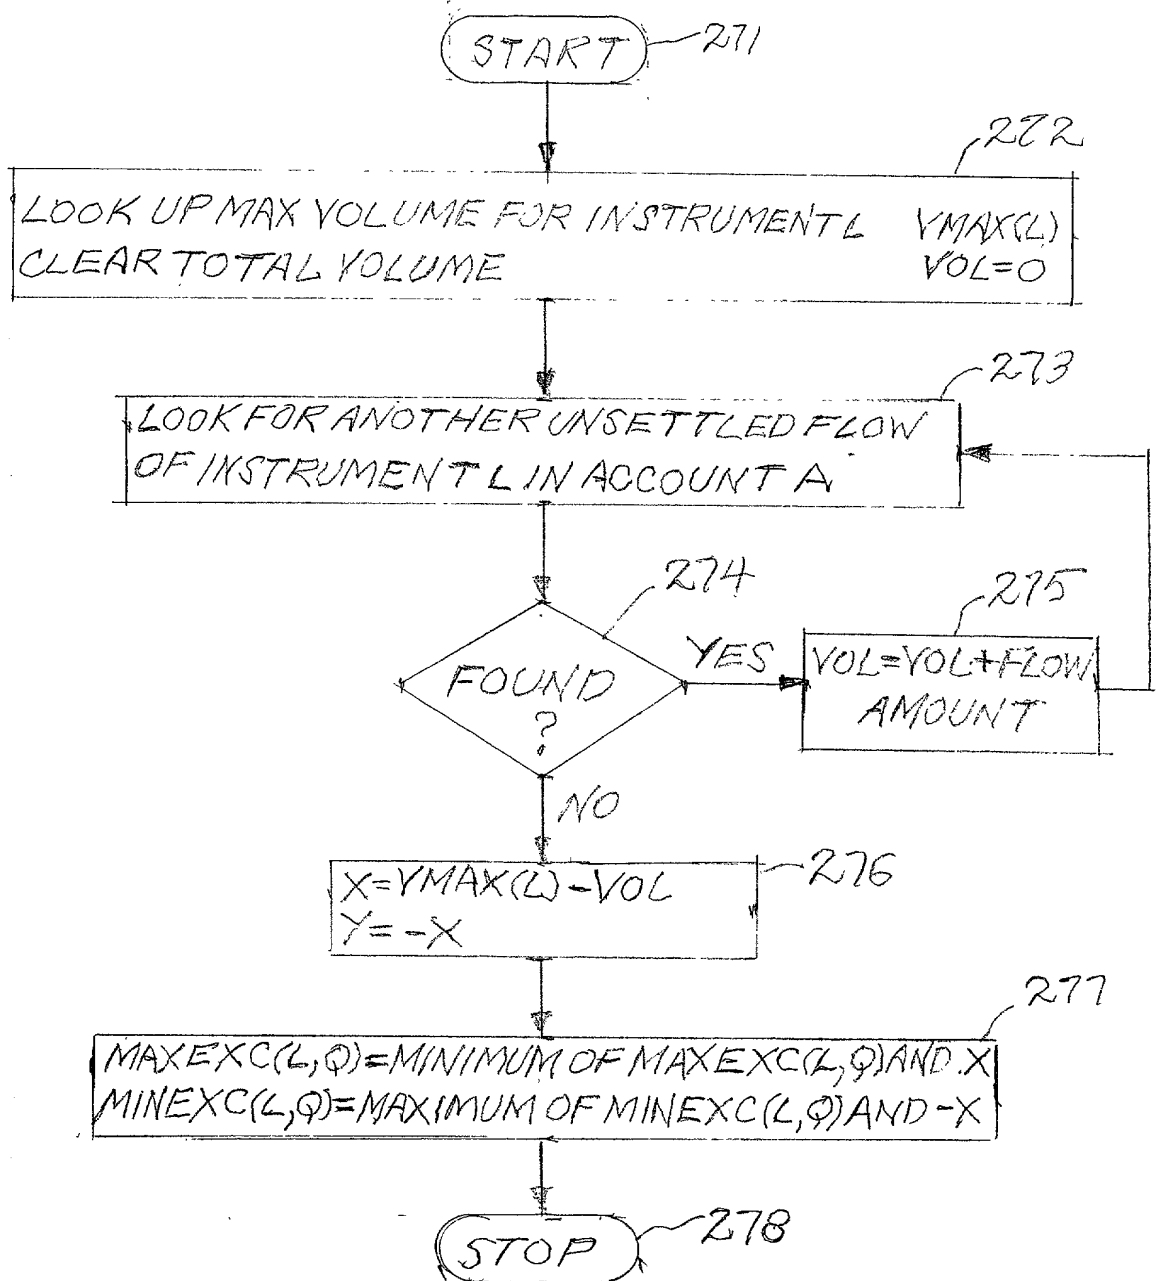 START
271
272
LOOK UP MAX VOLUME FOR INSTRUMENT L VMAX(L)
CLEAR TOTAL VOLUME VOL=0
273
LOOK FOR ANOTHER UNSETTLED FLOW
OF INSTRUMENT L IN ACCOUNT A
274
FOUND
?
YES
275
VOL=VOL+FLOW
AMOUNT
NO
276
X=VMAX(L)-VOL
Y=-X
277
MAXEXC(L,Q)=MINIMUM OF MAXEXC(L,Q) AND X
MINEXC(L,Q)=MAXIMUM OF MINEXC(L,Q) AND -X
STOP
278